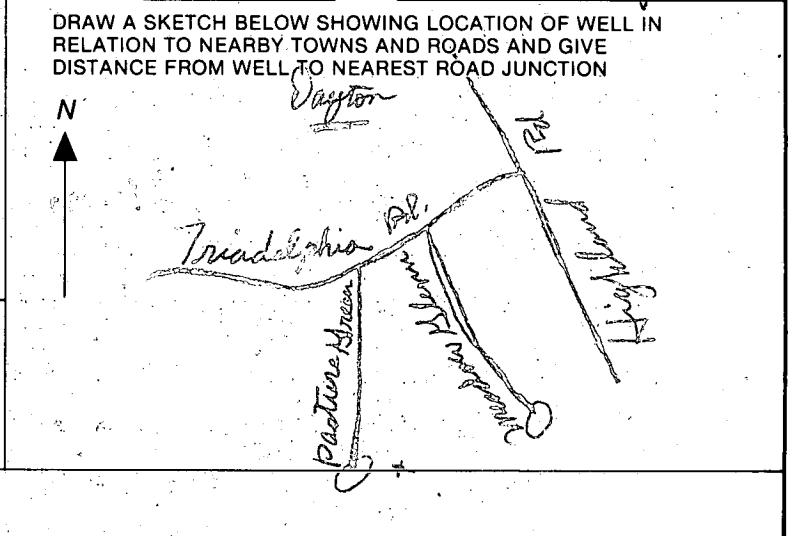 DRAW A SKETCH BELOW SHOWING LOCATION OF WELL IN
RELATION TO NEARBY TOWNS AND ROADS AND GIVE
DISTANCE FROM WELL TO NEAREST ROAD JUNCTION
N
Dayton
Rd
Triadelphia Rd.
Highland
Pasture Green
Meadow